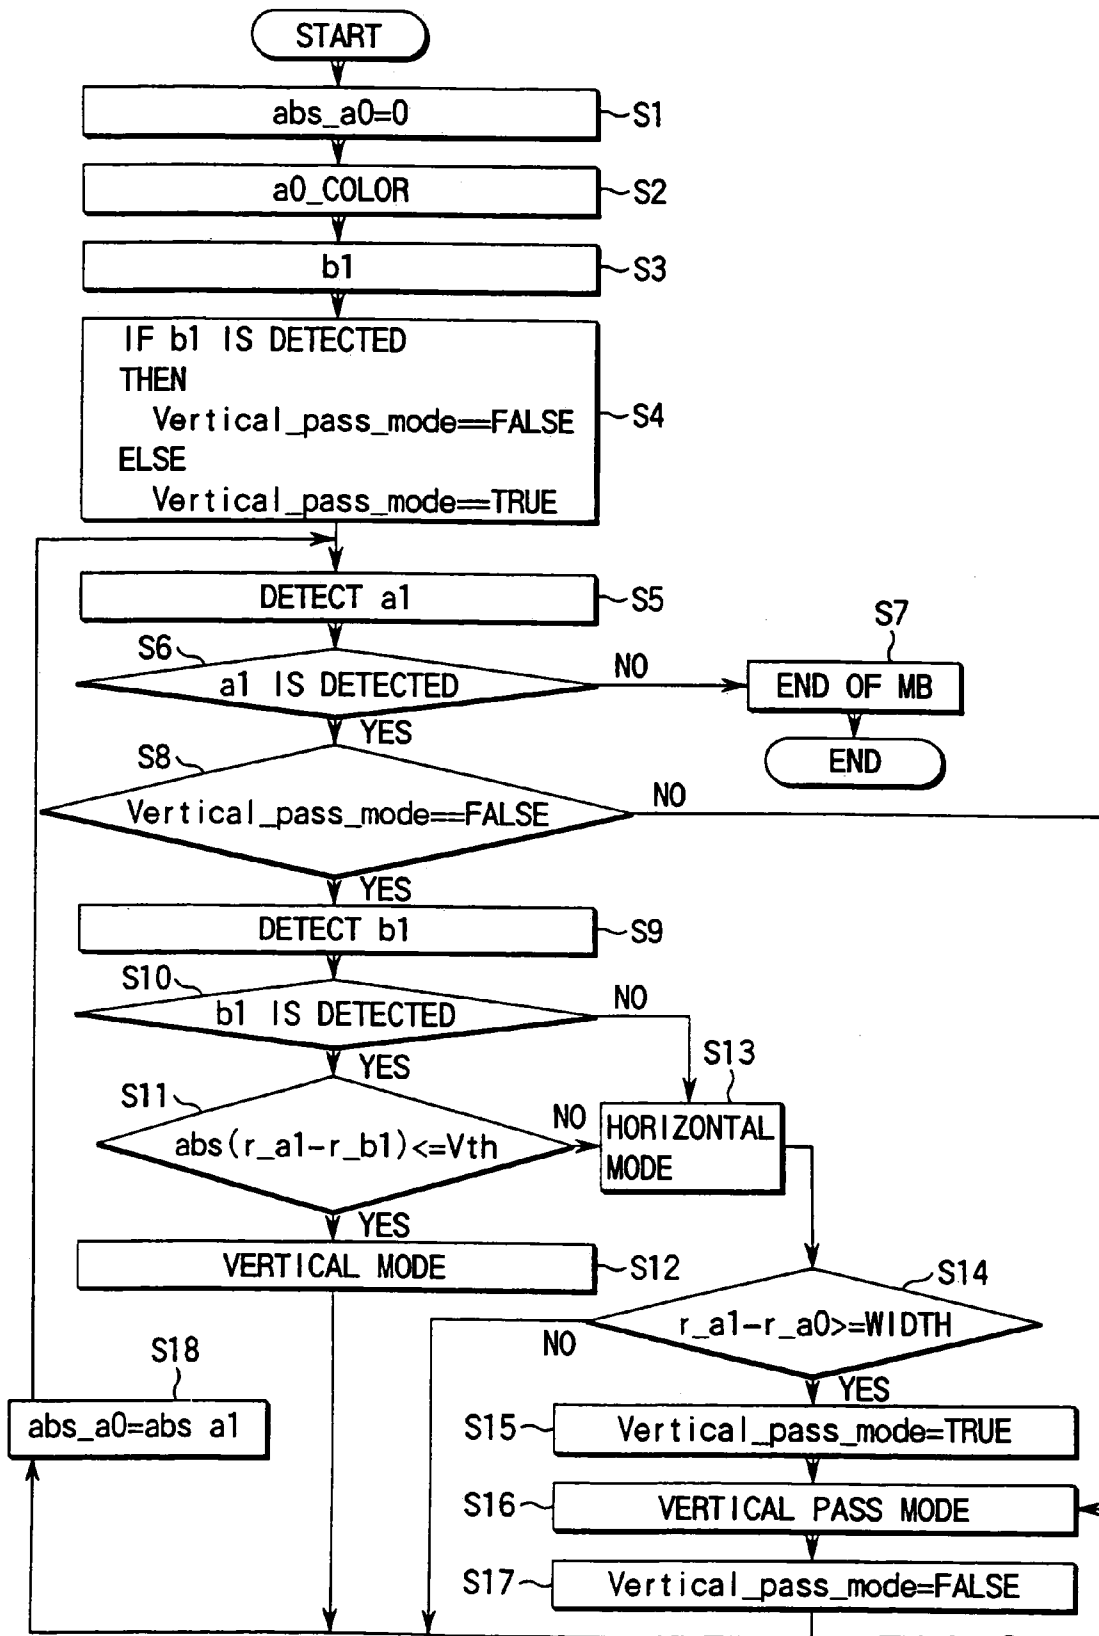 START
abs_a0=0
S1
a0_COLOR
S2
b1
S3
IF b1 IS DETECTED
THEN
Vertical_pass_mode==FALSE
ELSE
Vertical_pass_mode==TRUE
S4
DETECT a1
S5
S6
a1 IS DETECTED
NO
YES
S7
END OF MB
END
S8
Vertical_pass_mode==FALSE
NO
YES
DETECT b1
S9
S10
b1 IS DETECTED
NO
YES
S11
abs(r_a1-r_b1)<=Vth
NO
YES
S13
HORIZONTAL
MODE
VERTICAL MODE
S12
S14
r_a1-r_a0>=WIDTH
NO
YES
S18
abs_a0=abs a1
S15
Vertical_pass_mode=TRUE
S16
VERTICAL PASS MODE
S17
Vertical_pass_mode=FALSE